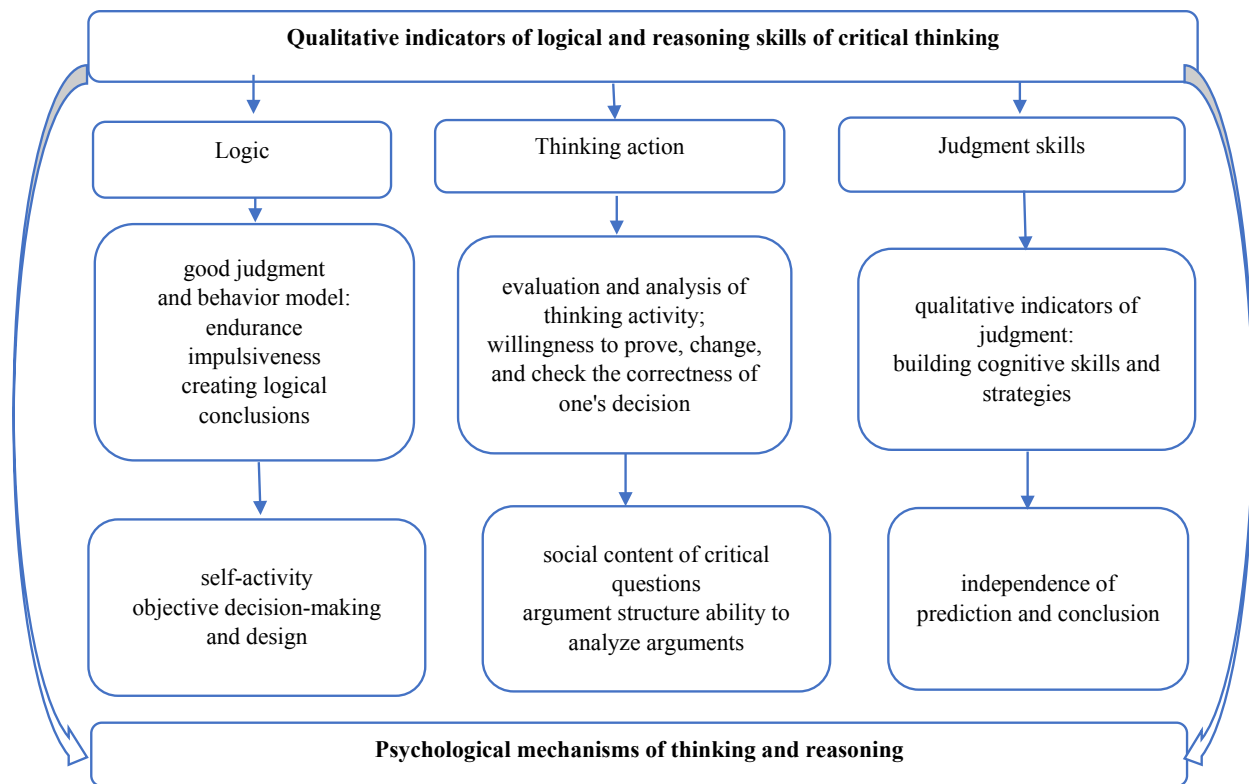 Qualitative indicators of logical and reasoning skills of critical thinking
Logic
Thinking action
Judgment skills
good judgment
and behavior model:
endurance
impulsiveness
creating logical
conclusions
evaluation and analysis of
thinking activity;
willingness to prove, change,
and check the correctness of
one's decision
qualitative indicators of
judgment:
building cognitive skills and
strategies
self-activity
objective decision-making
and design
social content of critical
questions
argument structure ability to
analyze arguments
independence of
prediction and conclusion
Psychological mechanisms of thinking and reasoning